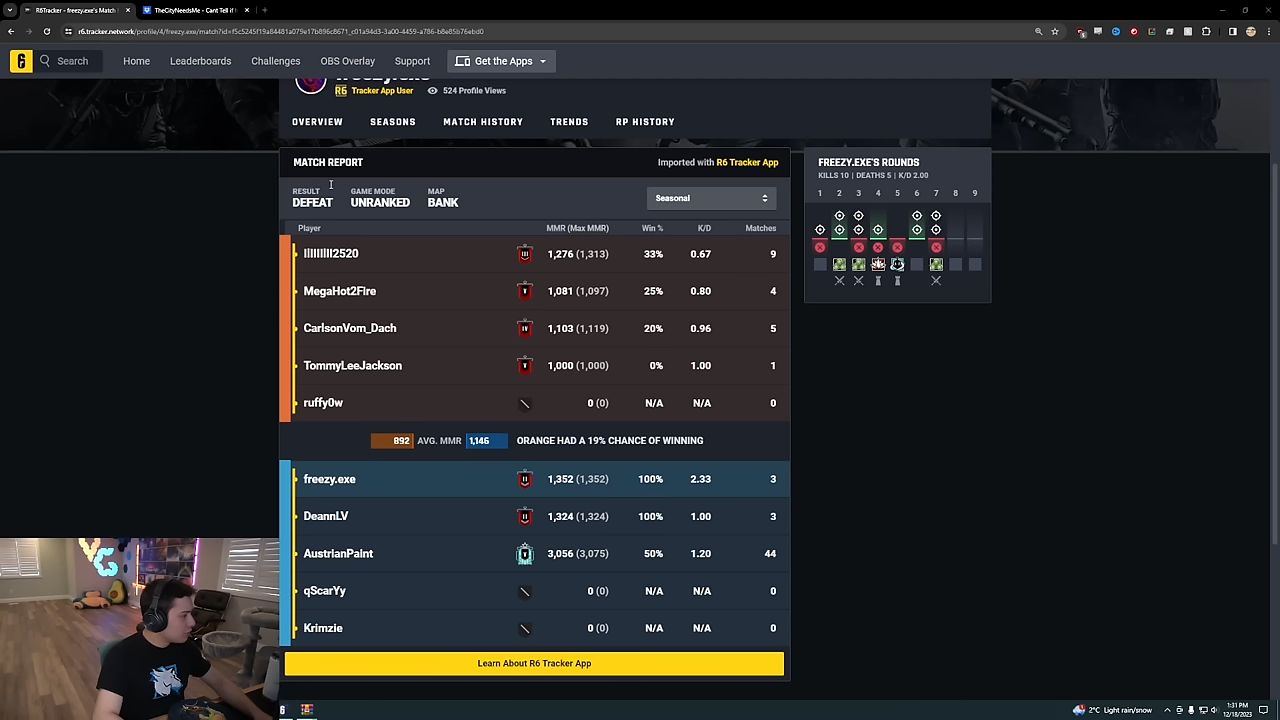 R6Tracker - freezy.exe's Match
TheCityNeedsMe - Cant Tell if
r6.tracker.network/profile/4/freezy.exe/match?id=f5c5245f19a84481a079e17b896c8671_c01a94d3-3a00-4459-a786-b8e85b76ebd0
Search
Home
Leaderboards
Challenges
OBS Overlay
Support
Get the Apps
freezy.exe
R6 Tracker App User
524 Profile Views
OVERVIEW
SEASONS
MATCH HISTORY
TRENDS
RP HISTORY
MATCH REPORT
Imported with R6 Tracker App
RESULT
DEFEAT
GAME MODE
UNRANKED
MAP
BANK
Seasonal
Player MMR (Max MMR) Win % K/D Matches
1,276 (1,313) 33% 0.67 9
MegaHot2Fire 1,081 (1,097) 25% 0.80 4
CarlsonVom_Dach 1,103 (1,119) 20% 0.96 5
TommyLeeJackson 1,000 (1,000) 0% 1.00 1
ruffy0w 0 (0) N/A N/A 0
892 AVG. MMR 1,146 ORANGE HAD A 19% CHANCE OF WINNING
freezy.exe 1,352 (1,352) 100% 2.33 3
DeannLV 1,324 (1,324) 100% 1.00 3
AustrianPaint 3,056 (3,075) 50% 1.20 44
qScarYy 0 (0) N/A N/A 0
Krimzie 0 (0) N/A N/A 0
Learn About R6 Tracker App
FREEZY.EXE'S ROUNDS
KILLS 10 | DEATHS 5 | K/D 2.00
1 2 3 4 5 6 7 8 9
2°C Light rain/snow
1:31 PM
12/18/2023